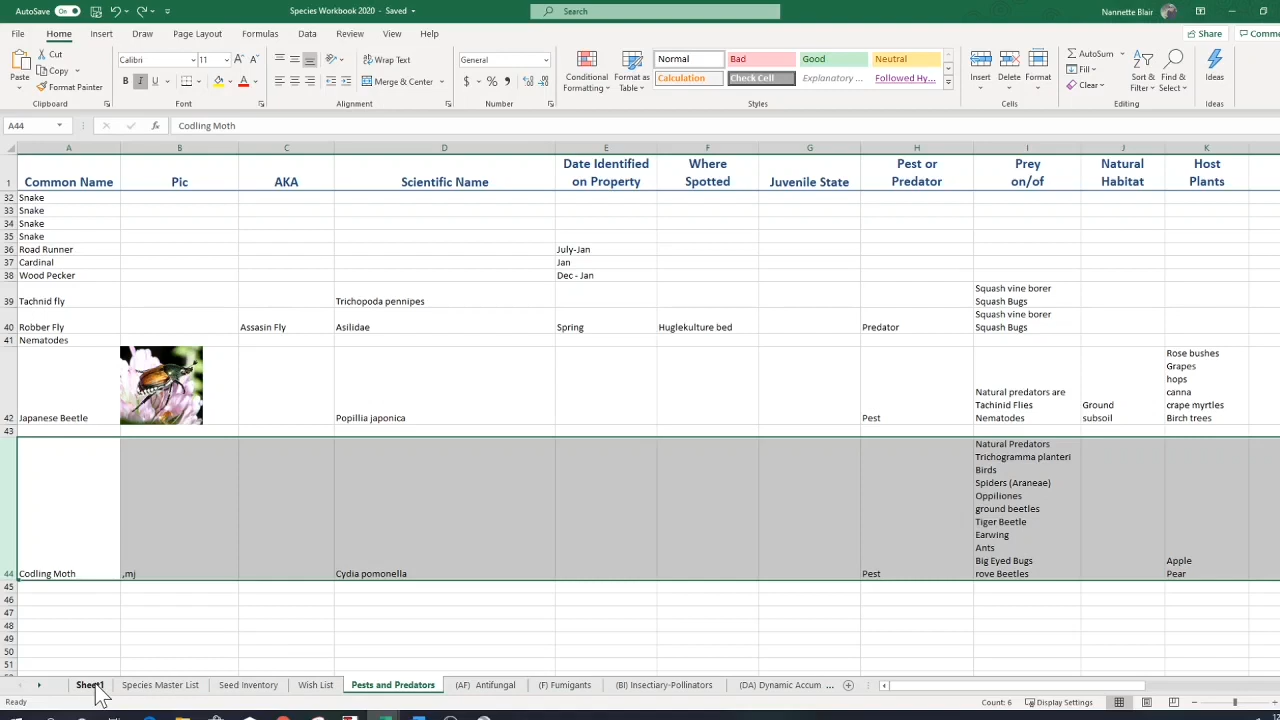 AutoSave On
Species Workbook 2020 - Saved
Search
Nannette Blair
File Home Insert Draw Page Layout Formulas Data Review View Help
Share Comme
Paste
Cut
Copy
Format Painter
Clipboard
Calibri 11
B I U
Font
Wrap Text
Merge & Center
Alignment
General
$ % ,
Number
Conditional Formatting
Format as Table
Normal Bad Good Neutral
Calculation Check Cell Explanatory ... Followed Hy...
Styles
Insert Delete Format
Cells
AutoSum
Fill
Clear
Sort & Filter
Find & Select
Editing
Ideas
Ideas
A44 fx Codling Moth
A B C D E F G H I J K
1 Common Name Pic AKA Scientific Name Date Identified on Property Where Spotted Juvenile State Pest or Predator Prey on/of Natural Habitat Host Plants
32 Snake
33 Snake
34 Snake
35 Snake
36 Road Runner July-Jan
37 Cardinal Jan
38 Wood Pecker Dec - Jan
Squash vine borer
39 Tachnid fly Trichopoda pennipes Squash Bugs
Squash vine borer
40 Robber Fly Assasin Fly Asilidae Spring Huglekulture bed Predator Squash Bugs
41 Nematodes
Rose bushes
Grapes
hops
Natural predators are canna
Tachinid Flies Ground crape myrtles
42 Japanese Beetle Popillia japonica Pest Nematodes subsoil Birch trees
43
Natural Predators
Trichogramma planteri
Birds
Spiders (Araneae)
Oppiliones
ground beetles
Tiger Beetle
Earwing
Ants
Big Eyed Bugs Apple
44 Codling Moth ,mj Cydia pomonella Pest rove Beetles Pear
45
46
47
48
49
50
51
Sheet1 Species Master List Seed Inventory Wish List Pests and Predators (AF) Antifungal (F) Fumigants (BI) Insectiary-Pollinators (DA) Dynamic Accum ...
Ready Count: 6 Display Settings